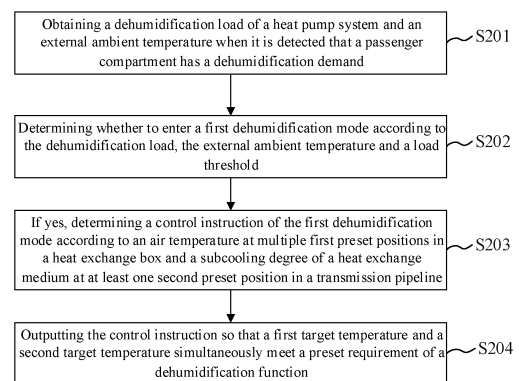 Obtaining a dehumidification load of a heat pump system and an
external ambient temperature when it is detected that a passenger
compartment has a dehumidification demand
S201
Determining whether to enter a first dehumidification mode according to
the dehumidification load, the external ambient temperature and a load
threshold
S202
If yes, determining a control instruction of the first dehumidification
mode according to an air temperature at multiple first preset positions in
a heat exchange box and a subcooling degree of a heat exchange
medium at at least one second preset position in a transmission pipeline
S203
Outputting the control instruction so that a first target temperature and a
second target temperature simultaneously meet a preset requirement of a
dehumidification function
S204